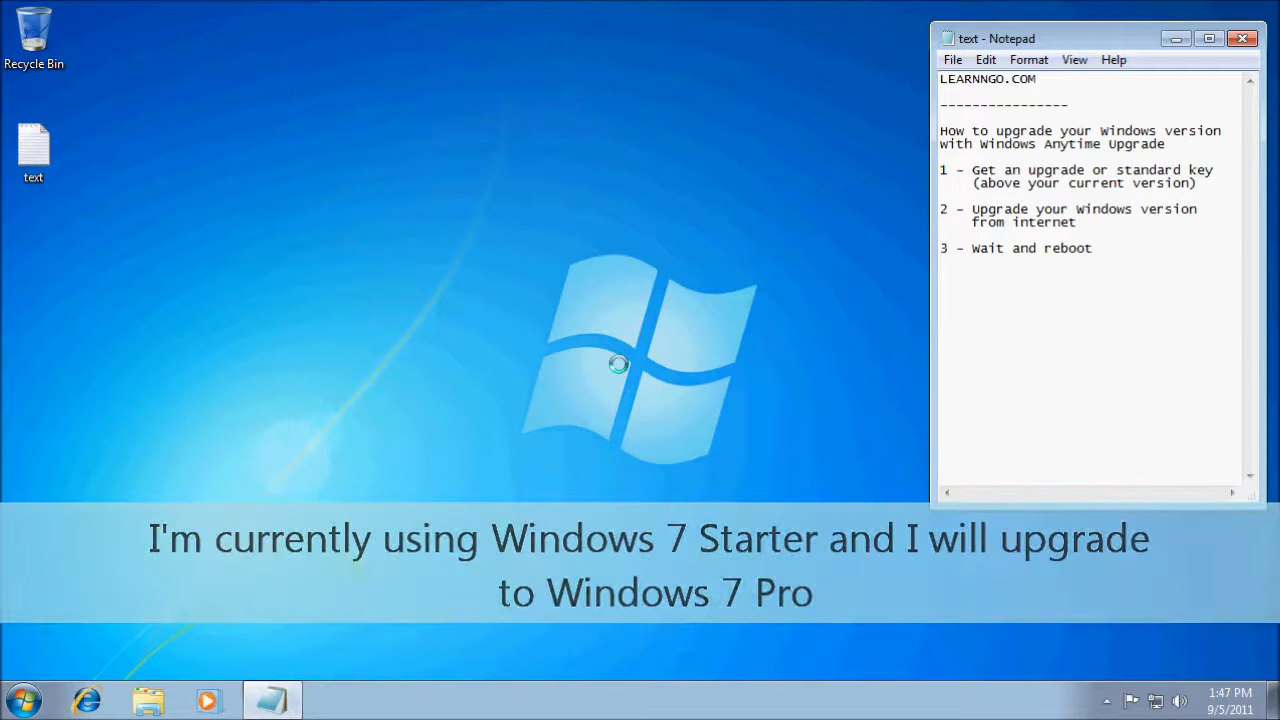 Recycle Bin
text
text - Notepad
File Edit Format View Help
LEARNNGO.COM
----------------
How to upgrade your Windows version
with Windows Anytime Upgrade
1 - Get an upgrade or standard key
(above your current version)
2 - Upgrade your Windows version
from internet
3 - Wait and reboot
I'm currently using Windows 7 Starter and I will upgrade
to Windows 7 Pro
1:47 PM
9/5/2011